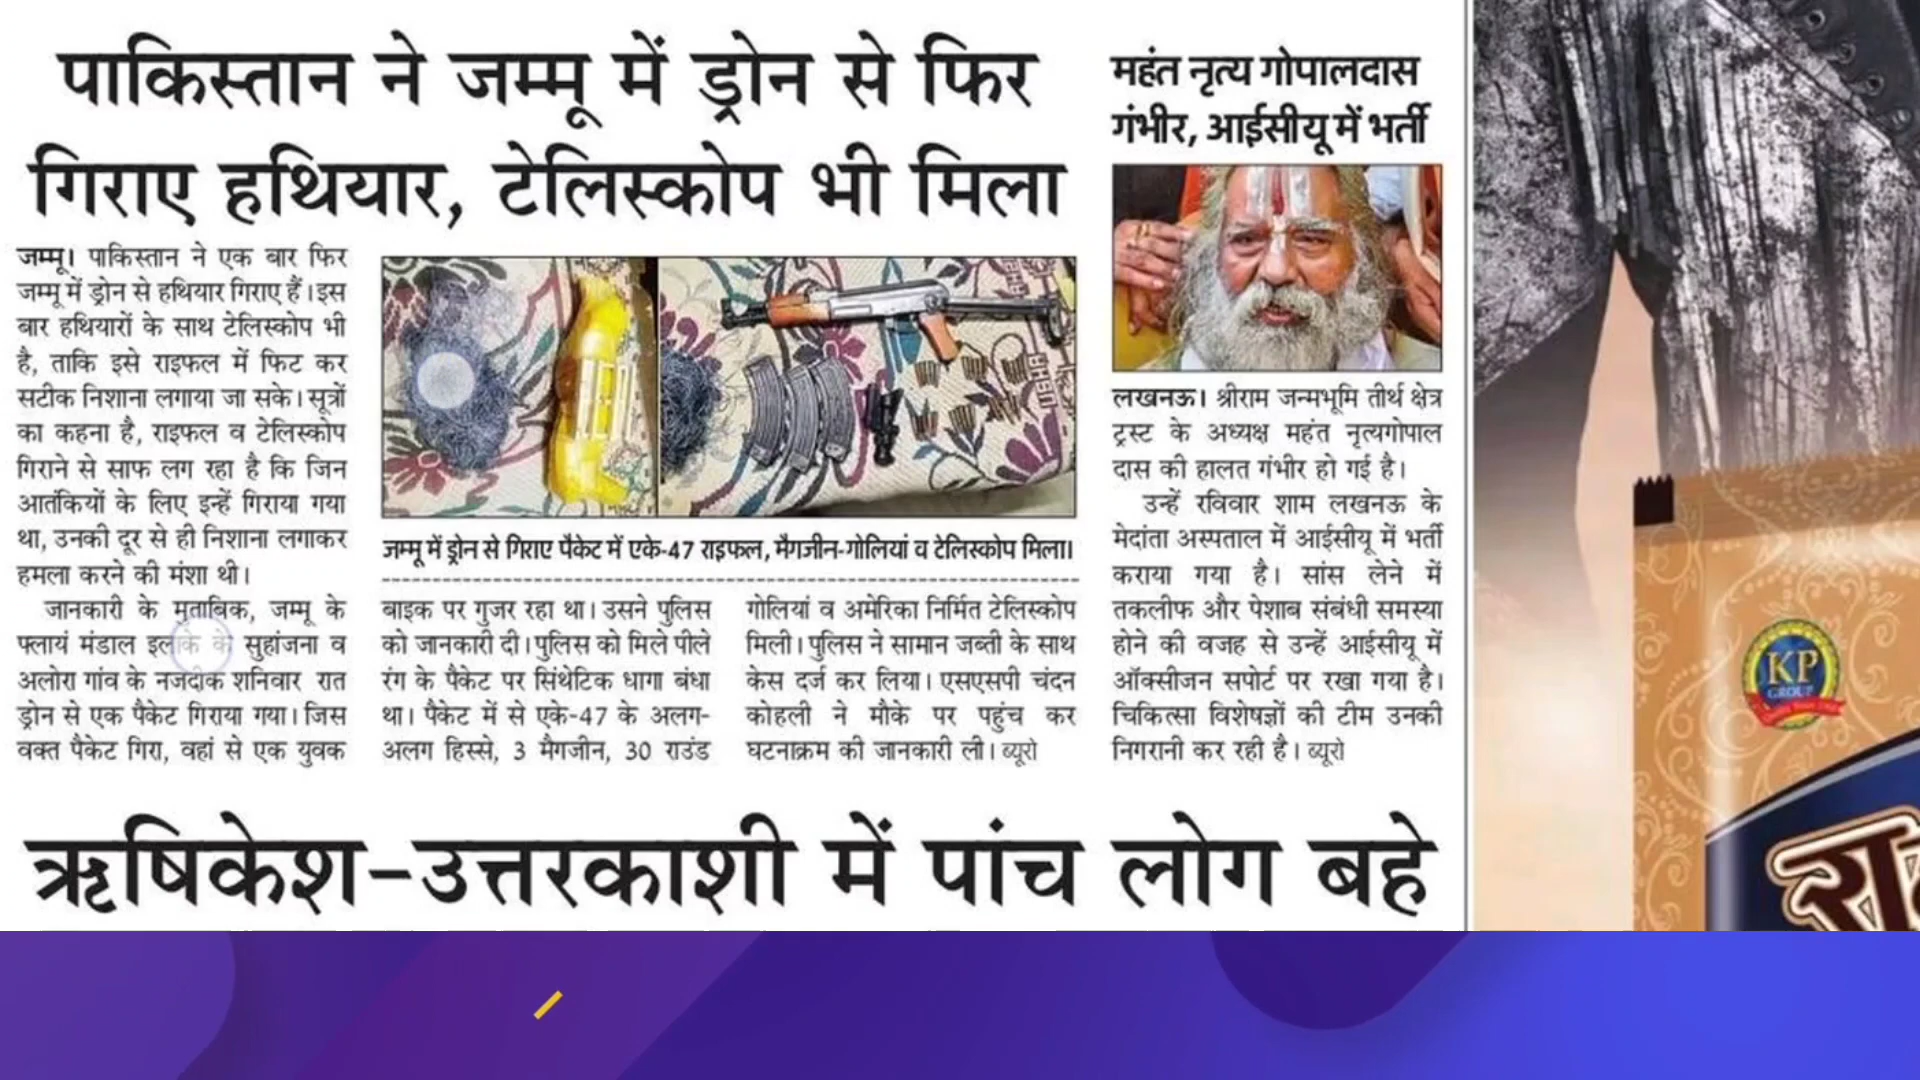 पाकिस्तान ने जम्मू में ड्रोन से फिर
गिराए हथियार, टेलिस्कोप भी मिला
जम्मू। पाकिस्तान ने एक बार फिर
जम्मू में ड्रोन से हथियार गिराए हैं। इस
बार हथियारों के साथ टेलिस्कोप भी
है, ताकि इसे राइफल में फिट कर
सटीक निशाना लगाया जा सके। सूत्रों
का कहना है, राइफल व टेलिस्कोप
गिराने से साफ लग रहा है कि जिन
आतंकियों के लिए इन्हें गिराया गया
था, उनकी दूर से ही निशाना लगाकर
हमला करने की मंशा थी।
जानकारी के मुताबिक, जम्मू के
फ्लायं मंडाल इलाके के सुहांजना व
अलोरा गांव के नजदीक शनिवार रात
ड्रोन से एक पैकेट गिराया गया। जिस
वक्त पैकेट गिरा, वहां से एक युवक
जम्मू में ड्रोन से गिराए पैकेट में एके-47 राइफल, मैगजीन-गोलियां व टेलिस्कोप मिला।
बाइक पर गुजर रहा था। उसने पुलिस
को जानकारी दी। पुलिस को मिले पीले
रंग के पैकेट पर सिंथेटिक धागा बंधा
था। पैकेट में से एके-47 के अलग-
अलग हिस्से, 3 मैगजीन, 30 राउंड
गोलियां व अमेरिका निर्मित टेलिस्कोप
मिली। पुलिस ने सामान जब्ती के साथ
केस दर्ज कर लिया। एसएसपी चंदन
कोहली ने मौके पर पहुंच कर
घटनाक्रम की जानकारी ली। ब्यूरो
महंत नृत्य गोपालदास
गंभीर, आईसीयू में भर्ती
लखनऊ। श्रीराम जन्मभूमि तीर्थ क्षेत्र
ट्रस्ट के अध्यक्ष महंत नृत्यगोपाल
दास की हालत गंभीर हो गई है।
उन्हें रविवार शाम लखनऊ के
मेदांता अस्पताल में आईसीयू में भर्ती
कराया गया है। सांस लेने में
तकलीफ और पेशाब संबंधी समस्या
होने की वजह से उन्हें आईसीयू में
ऑक्सीजन सपोर्ट पर रखा गया है।
चिकित्सा विशेषज्ञों की टीम उनकी
निगरानी कर रही है। ब्यूरो
ऋषिकेश-उत्तरकाशी में पांच लोग बहे
KP
GROUP